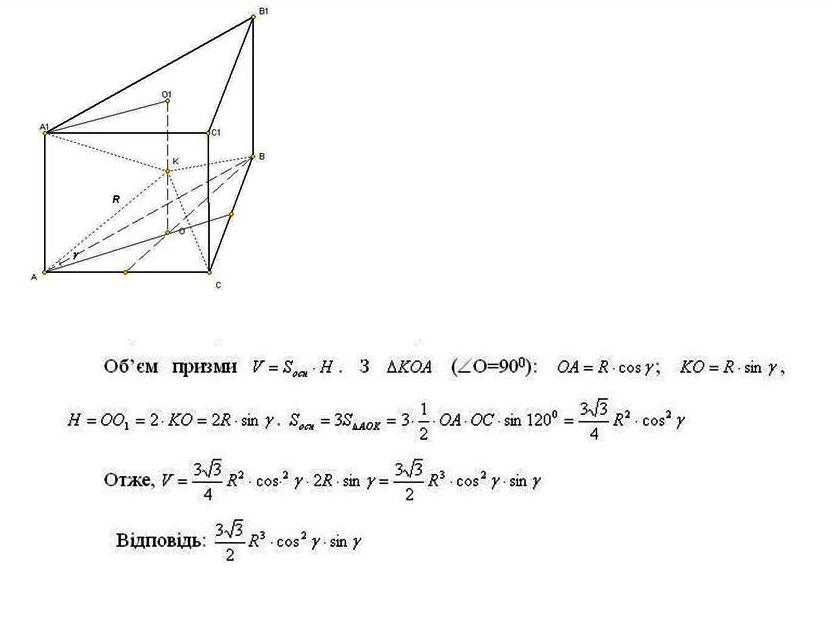 B1
O1
A1
C1
K
B
R
O
γ
A
C
Об’єм призми V = Sосн · H . З ΔKOA (∠O=90⁰): OA = R · cos γ; KO = R · sin γ ,
H = OO₁ = 2 · KO = 2R · sin γ . Sосн = 3SΔAOK = 3 · 1/2 · OA · OC · sin 120⁰ = 3√3/4 R² · cos² γ
Отже, V = 3√3/4 R² · cos·² γ · 2R · sin γ = 3√3/2 R³ · cos² γ · sin γ
Відповідь: 3√3/2 R³ · cos² γ · sin γ